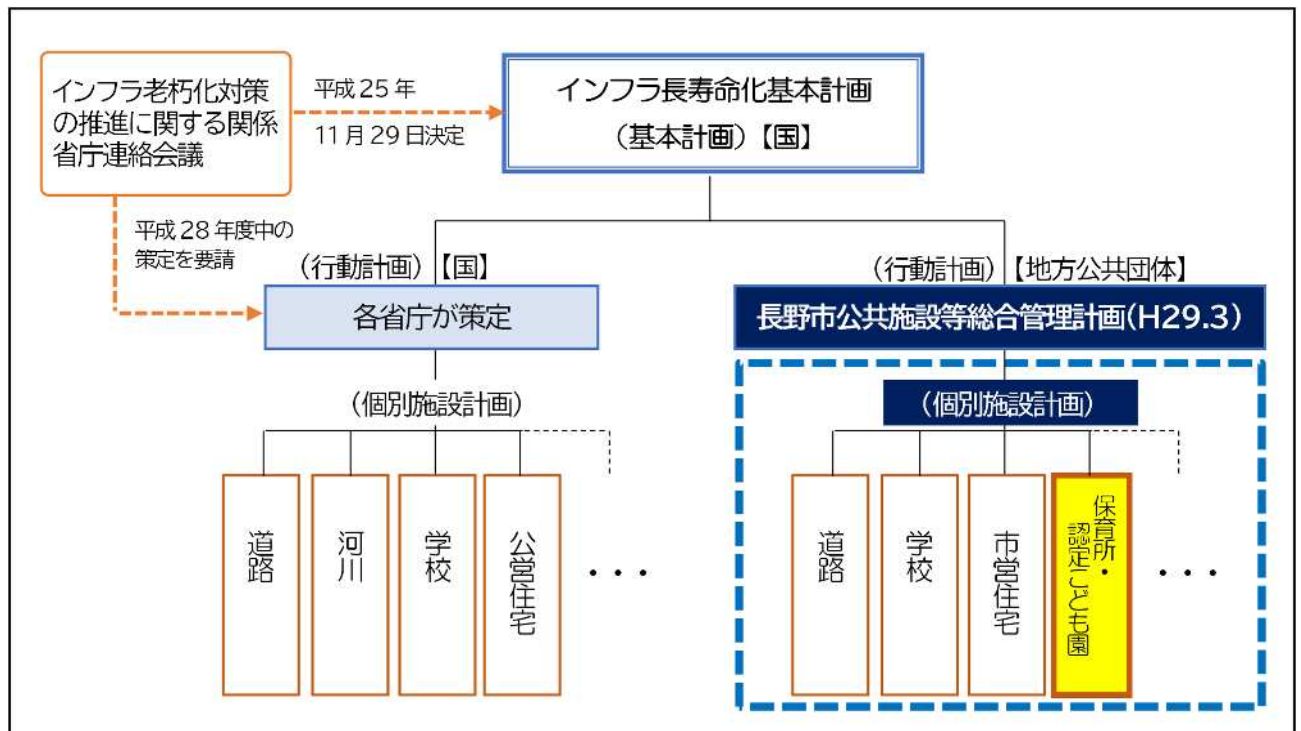 インフラ老朽化対策
の推進に関する関係
省庁連絡会議
平成25年
11月29日決定
インフラ長寿命化基本計画
(基本計画)【国】
平成28年度中の
策定を要請
(行動計画)【国】
各省庁が策定
(行動計画)【地方公共団体】
長野市公共施設等総合管理計画(H29.3)
(個別施設計画)
道路
河川
学校
公営住宅
・・・
(個別施設計画)
道路
学校
市営住宅
保育所・
認定こども園
・・・